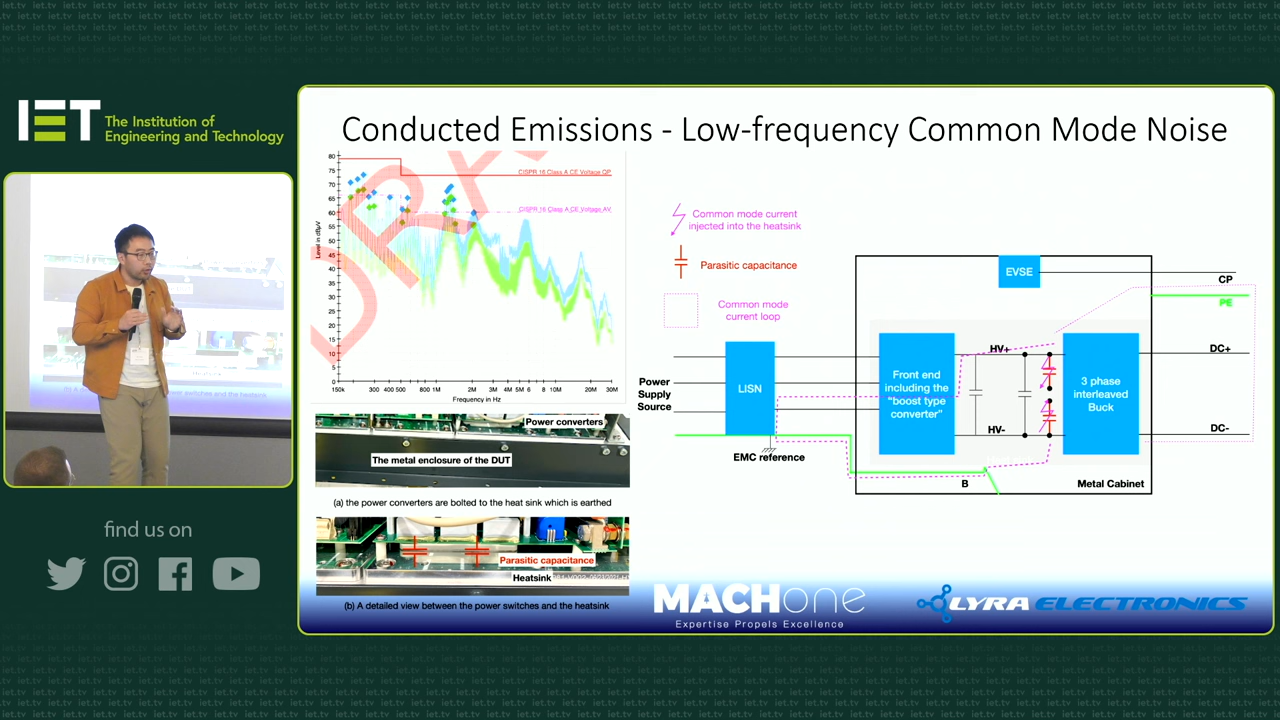 IET
The Institution of
Engineering and Technology
find us on
Conducted Emissions - Low-frequency Common Mode Noise
Level in dBµV
80
75
70
65
60
55
50
45
40
35
30
25
20
15
10
5
0
CISPR 16 Class A CE Voltage QP
CISPR 16 Class A CE Voltage AV
150k 300 400 500 800 1M 2M 3M 4M 5M 6 8 10M 20M 30M
Frequency in Hz
Power converters
The metal enclosure of the DUT
(a) the power converters are bolted to the heat sink which is earthed
Parasitic capacitance
Heatsink
(b) A detailed view between the power switches and the heatsink
Common mode current
injected into the heatsink
Parasitic capacitance
Common mode
current loop
EVSE
CP
PE
Power
Supply
Source
LISN
EMC reference
Front end
including the
"boost type
converter"
HV+
HV-
3 phase
interleaved
Buck
DC+
DC-
B
Metal Cabinet
MACHone
Expertise Propels Excellence
LYRA ELECTRONICS